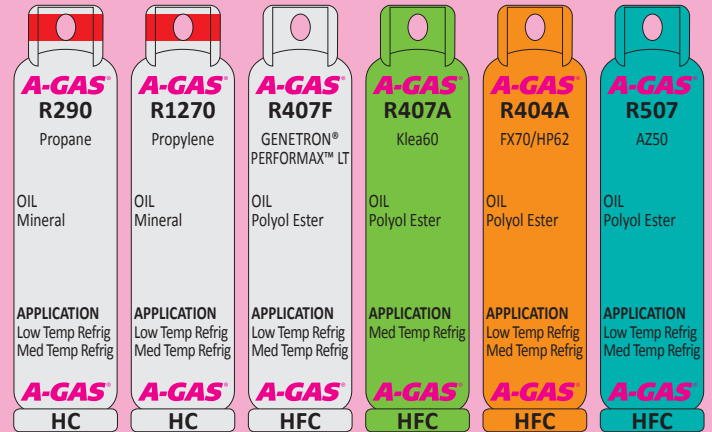 A-GAS®
R290
Propane
OIL
Mineral
APPLICATION
Low Temp Refrig
Med Temp Refrig
A-GAS®
HC
A-GAS®
R1270
Propylene
OIL
Mineral
APPLICATION
Low Temp Refrig
Med Temp Refrig
A-GAS®
HC
A-GAS®
R407F
GENETRON®
PERFORMAX™ LT
OIL
Polyol Ester
APPLICATION
Low Temp Refrig
Med Temp Refrig
A-GAS®
HFC
A-GAS®
R407A
Klea60
OIL
Polyol Ester
APPLICATION
Med Temp Refrig
A-GAS®
HFC
A-GAS®
R404A
FX70/HP62
OIL
Polyol Ester
APPLICATION
Low Temp Refrig
Med Temp Refrig
A-GAS®
HFC
A-GAS®
R507
AZ50
OIL
Polyol Ester
APPLICATION
Low Temp Refrig
Med Temp Refrig
A-GAS®
HFC